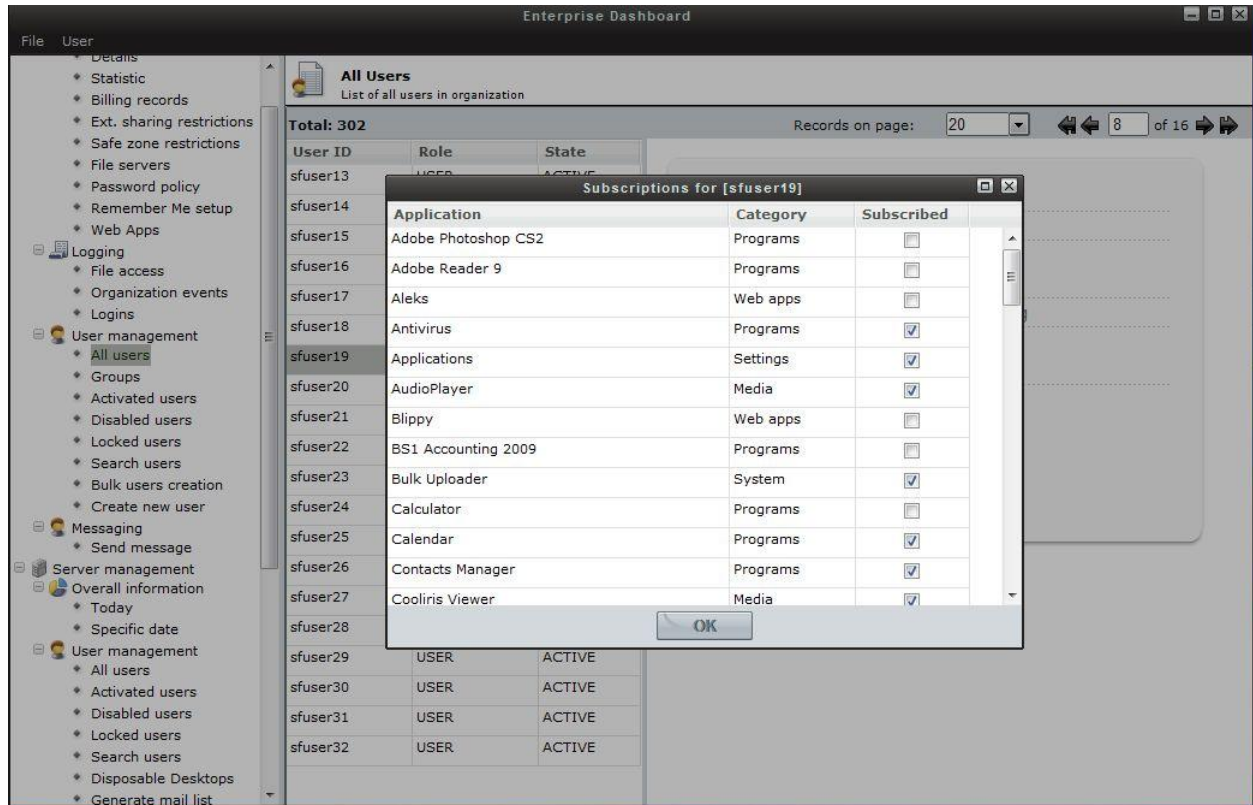 Enterprise Dashboard
File User
Details
Statistic
Billing records
Ext. sharing restrictions
Safe zone restrictions
File servers
Password policy
Remember Me setup
Web Apps
Logging
File access
Organization events
Logins
User management
All users
Groups
Activated users
Disabled users
Locked users
Search users
Bulk users creation
Create new user
Messaging
Send message
Server management
Overall information
Today
Specific date
User management
All users
Activated users
Disabled users
Locked users
Search users
Disposable Desktops
Generate mail list
All Users
List of all users in organization
Total: 302 Records on page: 20 8 of 16
User ID Role State
sfuser13 USER ACTIVE
sfuser14
sfuser15
sfuser16
sfuser17
sfuser18
sfuser19
sfuser20
sfuser21
sfuser22
sfuser23
sfuser24
sfuser25
sfuser26
sfuser27
sfuser28
sfuser29 USER ACTIVE
sfuser30 USER ACTIVE
sfuser31 USER ACTIVE
sfuser32 USER ACTIVE
Subscriptions for [sfuser19]
Application Category Subscribed
Adobe Photoshop CS2 Programs
Adobe Reader 9 Programs
Aleks Web apps
Antivirus Programs
Applications Settings
AudioPlayer Media
Blippy Web apps
BS1 Accounting 2009 Programs
Bulk Uploader System
Calculator Programs
Calendar Programs
Contacts Manager Programs
Cooliris Viewer Media
OK